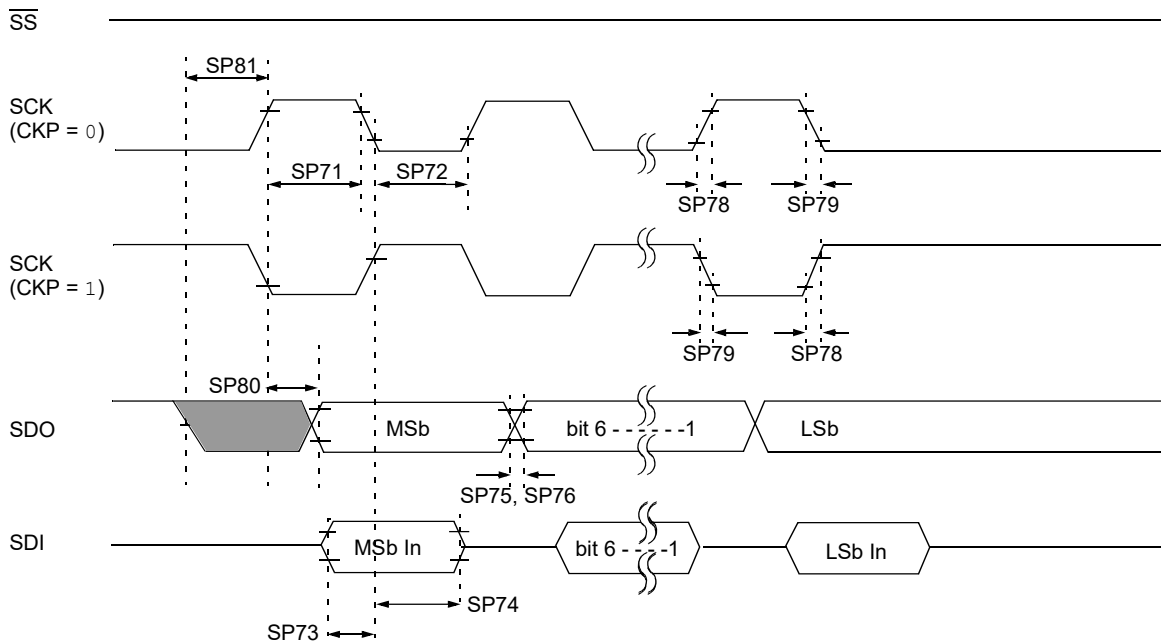 SS
SP81
SCK
(CKP = 0)
SP71
SP72
SP78
SP79
SCK
(CKP = 1)
SP79
SP78
SP80
SDO
MSb
bit 6 - - - - - - -1
LSb
SP75, SP76
SDI
MSb In
bit 6 - - - - -1
LSb In
SP74
SP73